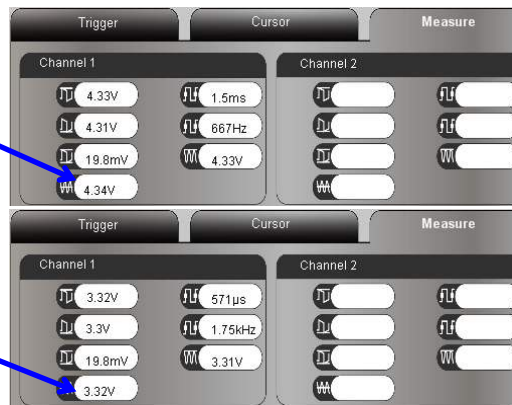 Trigger Cursor Measure
Channel 1 Channel 2
4.33V 1.5ms
4.31V 667Hz
19.8mV 4.33V
4.34V
Trigger Cursor Measure
Channel 1 Channel 2
3.32V 571µs
3.3V 1.75kHz
19.8mV 3.31V
3.32V